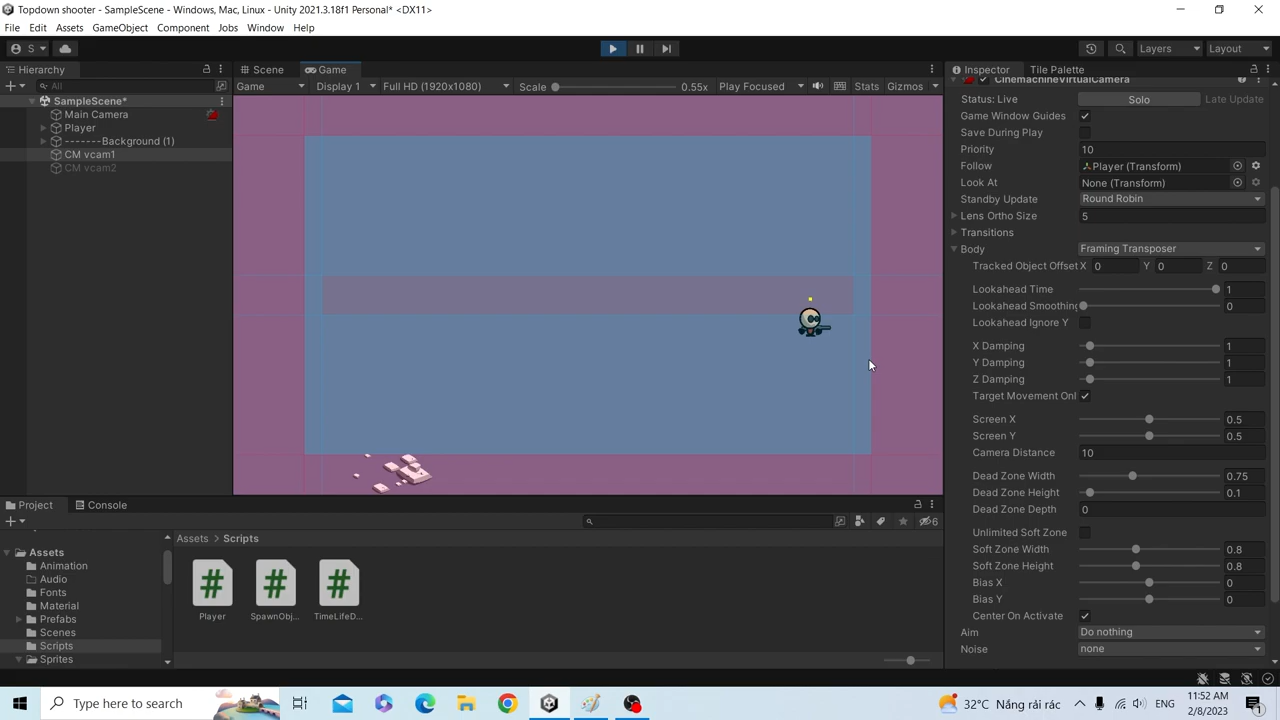 Topdown shooter - SampleScene - Windows, Mac, Linux - Unity 2021.3.18f1 Personal* <DX11>
File Edit Assets GameObject Component Jobs Window Help
S Layers Layout
Hierarchy Scene Game Inspector Tile Palette
All Game Display 1 Full HD (1920x1080) Scale 0.55x Play Focused Stats Gizmos
CinemachineVirtualCamera
SampleScene*
Status: Live Solo Late Update
Main Camera
Game Window Guides
Player
Save During Play
-------Background (1)
Priority 10
CM vcam1
Follow Player (Transform)
CM vcam2
Look At None (Transform)
Standby Update Round Robin
Lens Ortho Size 5
Transitions
Body Framing Transposer
Tracked Object Offset X 0 Y 0 Z 0
Lookahead Time 1
Lookahead Smoothing 0
Lookahead Ignore Y
X Damping 1
Y Damping 1
Z Damping 1
Target Movement Onl
Screen X 0.5
Screen Y 0.5
Camera Distance 10
Dead Zone Width 0.75
Dead Zone Height 0.1
Dead Zone Depth 0
Unlimited Soft Zone
Soft Zone Width 0.8
Soft Zone Height 0.8
Bias X 0
Bias Y 0
Center On Activate
Aim Do nothing
Noise none
Project Console
6
Assets Assets Scripts
Animation
Audio
Fonts
Material
Prefabs
Scenes
Scripts
Sprites
# # #
Player SpawnObj... TimeLifeD...
Type here to search
32°C Nắng rải rác ENG 11:52 AM
2/8/2023 1